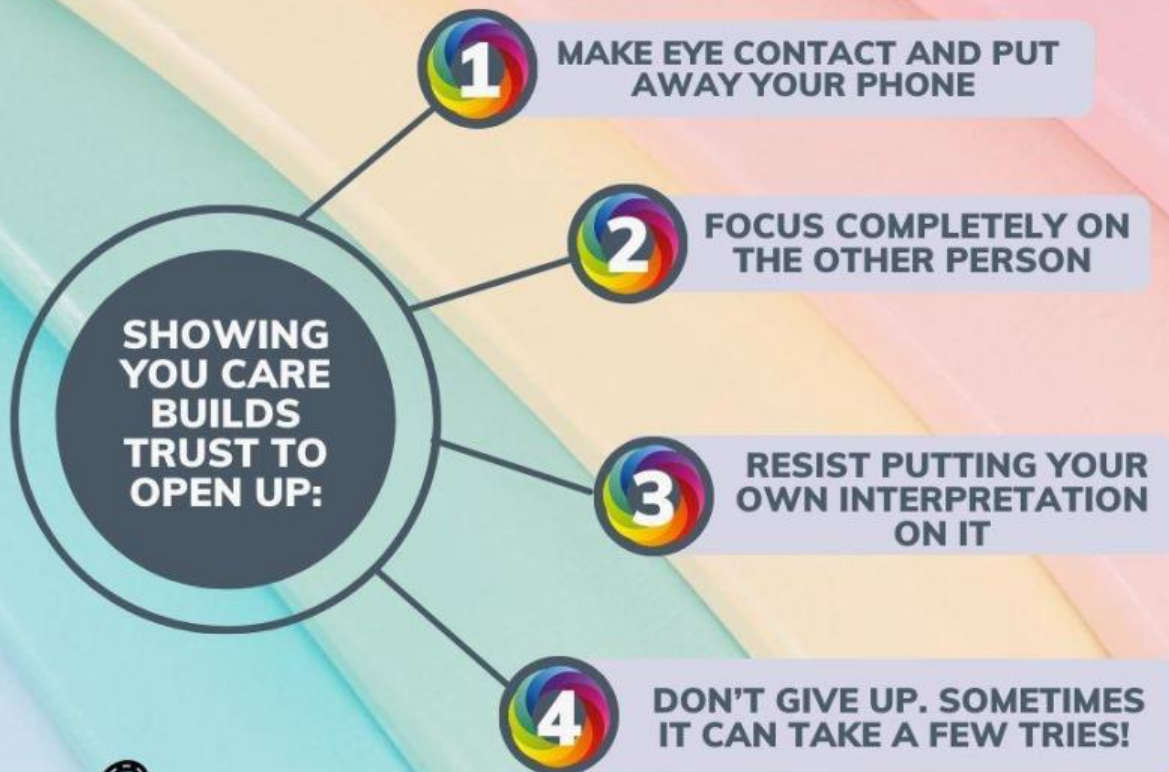 1
MAKE EYE CONTACT AND PUT
AWAY YOUR PHONE
2
FOCUS COMPLETELY ON
THE OTHER PERSON
SHOWING
YOU CARE
BUILDS
TRUST TO
OPEN UP:
3
RESIST PUTTING YOUR
OWN INTERPRETATION
ON IT
4
DON'T GIVE UP. SOMETIMES
IT CAN TAKE A FEW TRIES!